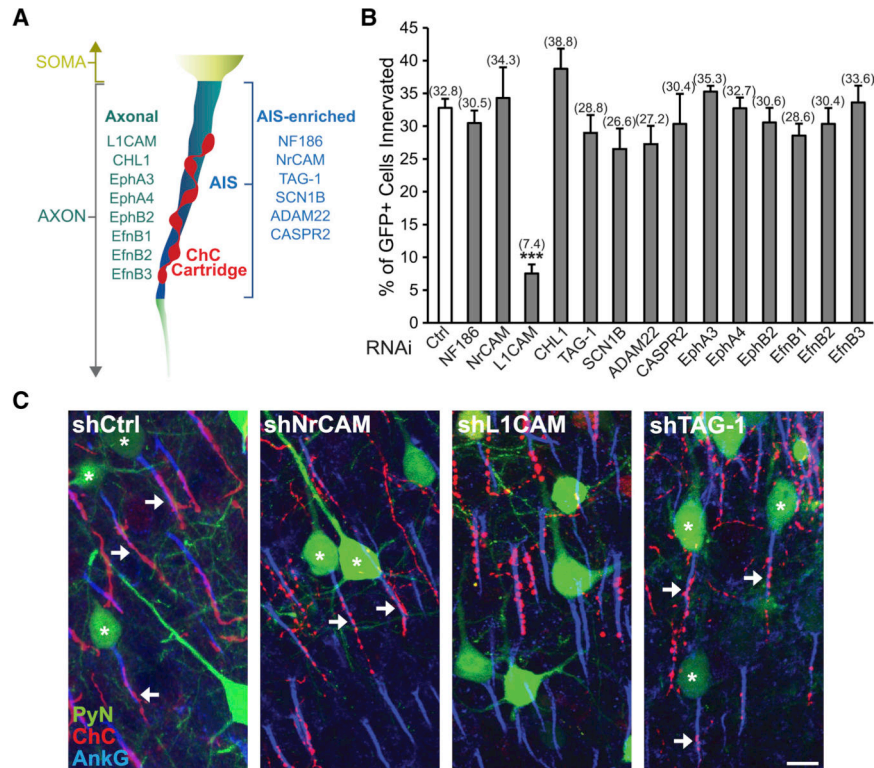 A
SOMA
AXON
Axonal
L1CAM
CHL1
EphA3
EphA4
EphB2
EfnB1
EfnB2
EfnB3
AIS-enriched
NF186
NrCAM
TAG-1
SCN1B
ADAM22
CASPR2
AIS
ChC
Cartridge
B
% of GFP+ Cells Innervated
45
40
35
30
25
20
15
10
5
0
(32.8)
(30.5)
(34.3)
(7.4)
***
(38.8)
(28.8)
(26.6)
(27.2)
(30.4)
(35.3)
(32.7)
(30.6)
(28.6)
(30.4)
(33.6)
RNAi
Ctrl
NF186
NrCAM
L1CAM
CHL1
TAG-1
SCN1B
ADAM22
CASPR2
EphA3
EphA4
EphB2
EfnB1
EfnB2
EfnB3
C
shCtrl
* * *
PyN
ChC
AnkG
shNrCAM
* *
shL1CAM
shTAG-1
* * *